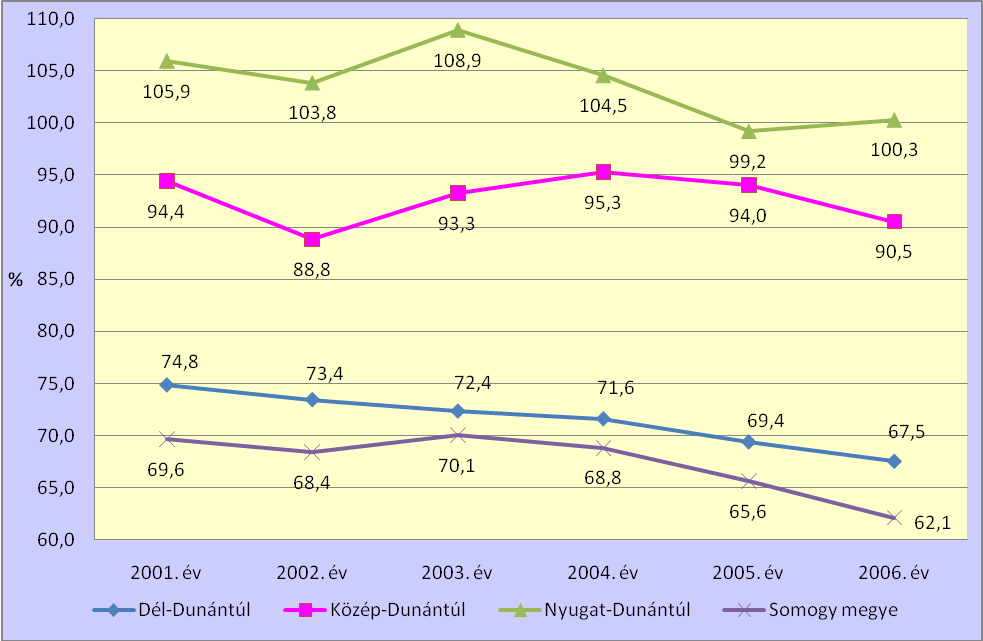 110,0
105,0
100,0
95,0
90,0
85,0
80,0
75,0
70,0
65,0
60,0
%
105,9 103,8 108,9 104,5 99,2 100,3
94,4 88,8 93,3 95,3 94,0 90,5
74,8 73,4 72,4 71,6 69,4 67,5
69,6 68,4 70,1 68,8 65,6 62,1
2001. év 2002. év 2003. év 2004. év 2005. év 2006. év
Dél-Dunántúl Közép-Dunántúl Nyugat-Dunántúl Somogy megye